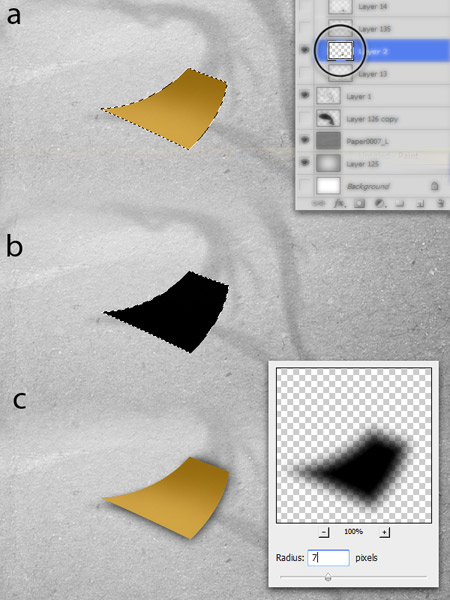 a
Layer 14
Layer 135
Layer 2
Layer 13
Layer 1
Layer 126 copy
Paper0007_L
Layer 125
Background
fx
b
c
100%
Radius: 7 pixels